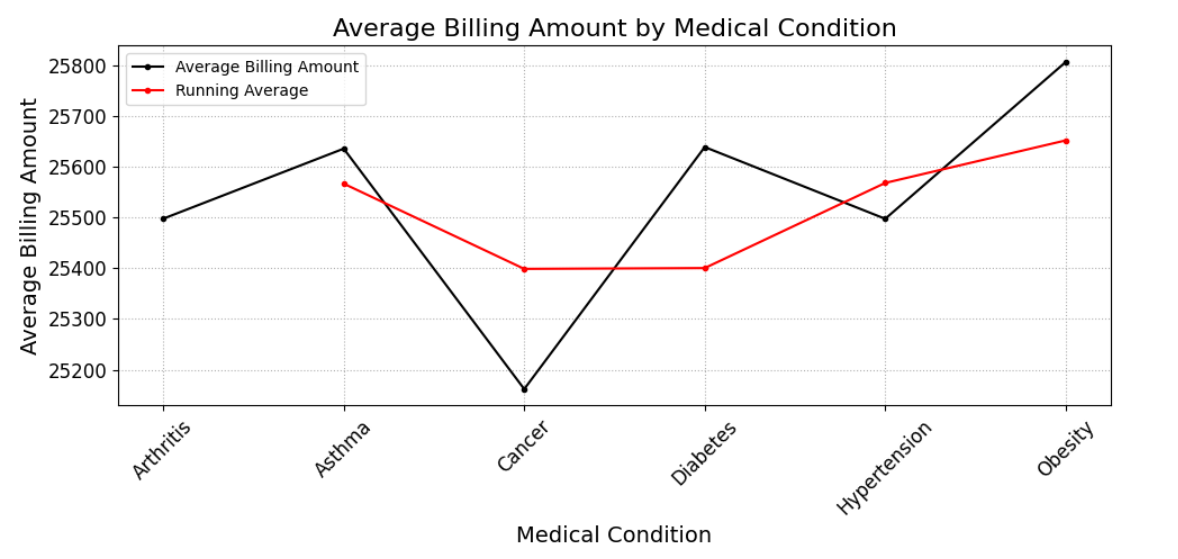 Average Billing Amount by Medical Condition
Average Billing Amount
Running Average
Average Billing Amount
25800
25700
25600
25500
25400
25300
25200
Arthritis
Asthma
Cancer
Diabetes
Hypertension
Obesity
Medical Condition